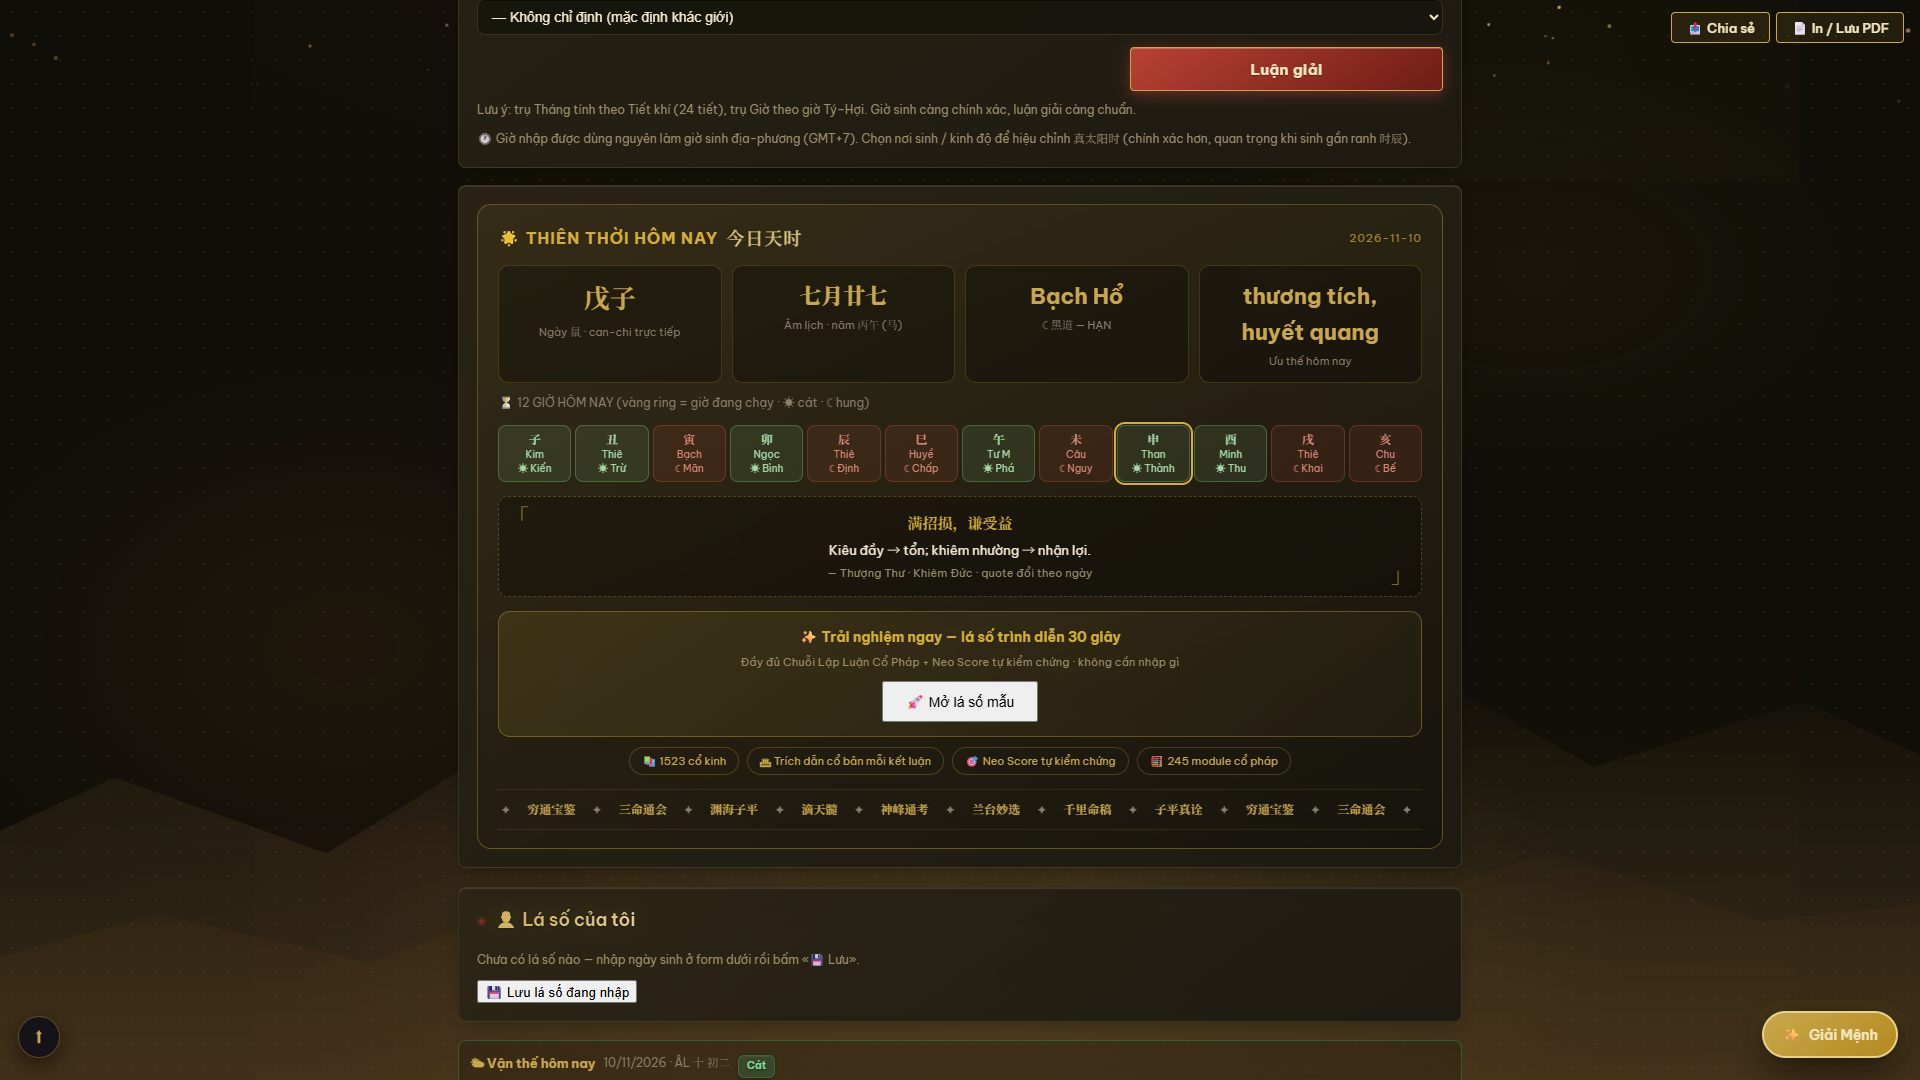 — Không chỉ định (mặc định khác giới)
📤 Chia sẻ
📄 In / Lưu PDF
Luận giải
Lưu ý: trụ Tháng tính theo Tiết khí (24 tiết), trụ Giờ theo giờ Tý–Hợi. Giờ sinh càng chính xác, luận giải càng chuẩn.
🕐 Giờ nhập được dùng nguyên làm giờ sinh địa-phương (GMT+7). Chọn nơi sinh / kinh độ để hiệu chỉnh 真太阳时 (chính xác hơn, quan trọng khi sinh gần ranh 时辰).
THIÊN THỜI HÔM NAY 今日天时
2026-11-10
戊子
Ngày 鼠 · can-chi trực tiếp
七月廿七
Âm lịch · năm 丙午 (马)
Bạch Hổ
☾ 黑道 — HẠN
thương tích,
huyết quang
Ưu thế hôm nay
⏳ 12 GIỜ HÔM NAY (vàng ring = giờ đang chạy · ☀ cát · ☾ hung)
子
Kim
☀ Kiến
丑
Thiê
☀ Trừ
寅
Bạch
☾ Mãn
卯
Ngọc
☀ Bình
辰
Thiê
☾ Định
巳
Huyề
☾ Chấp
午
Tư M
☀ Phá
未
Câu
☾ Nguy
申
Than
☀ Thành
酉
Minh
☀ Thu
戌
Thiê
☾ Khai
亥
Chu
☾ Bế
「
满招损，谦受益
Kiêu đầy → tổn; khiêm nhường → nhận lợi.
— Thượng Thư · Khiêm Đức · quote đổi theo ngày
」
✨ Trải nghiệm ngay — lá số trình diễn 30 giây
Đầy đủ Chuỗi Lập Luận Cổ Pháp + Neo Score tự kiểm chứng · không cần nhập gì
🚀 Mở lá số mẫu
1523 cổ kinh
Trích dẫn cổ bản mỗi kết luận
🎯 Neo Score tự kiểm chứng
🧮 245 module cổ pháp
✦ 穷通宝鉴 ✦ 三命通会 ✦ 渊海子平 ✦ 滴天髓 ✦ 神峰通考 ✦ 兰台妙选 ✦ 千里命稿 ✦ 子平真诠 ✦ 穷通宝鉴 ✦ 三命通会 ✦
👤 Lá số của tôi
Chưa có lá số nào — nhập ngày sinh ở form dưới rồi bấm «💾 Lưu».
💾 Lưu lá số đang nhập
Vận thế hôm nay 10/11/2026 · ÂL 十 初二 Cát
✨ Giải Mệnh